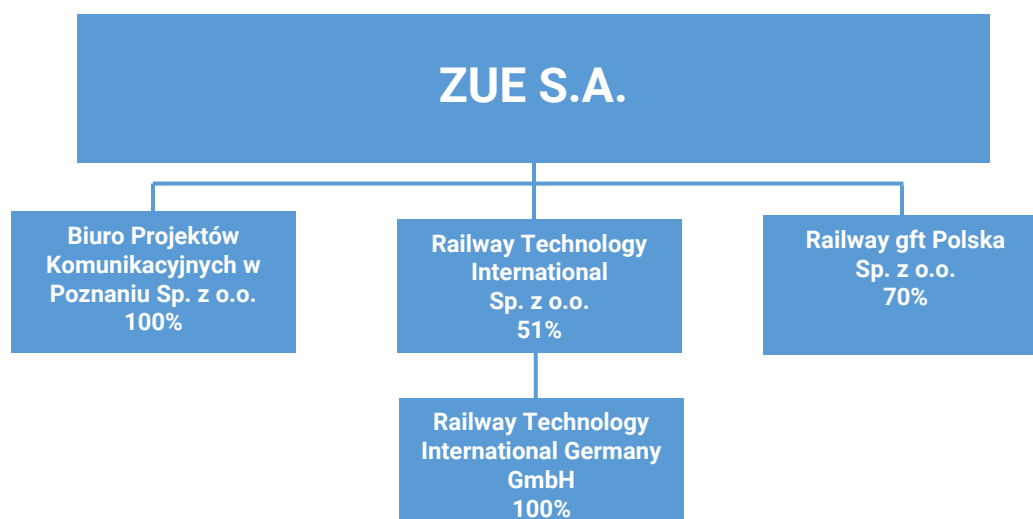 ZUE S.A.
Biuro Projektów
Komunikacyjnych w
Poznaniu Sp. z o.o.
100%
Railway Technology
International
Sp. z o.o.
51%
Railway gft Polska
Sp. z o.o.
70%
Railway Technology
International Germany
GmbH
100%